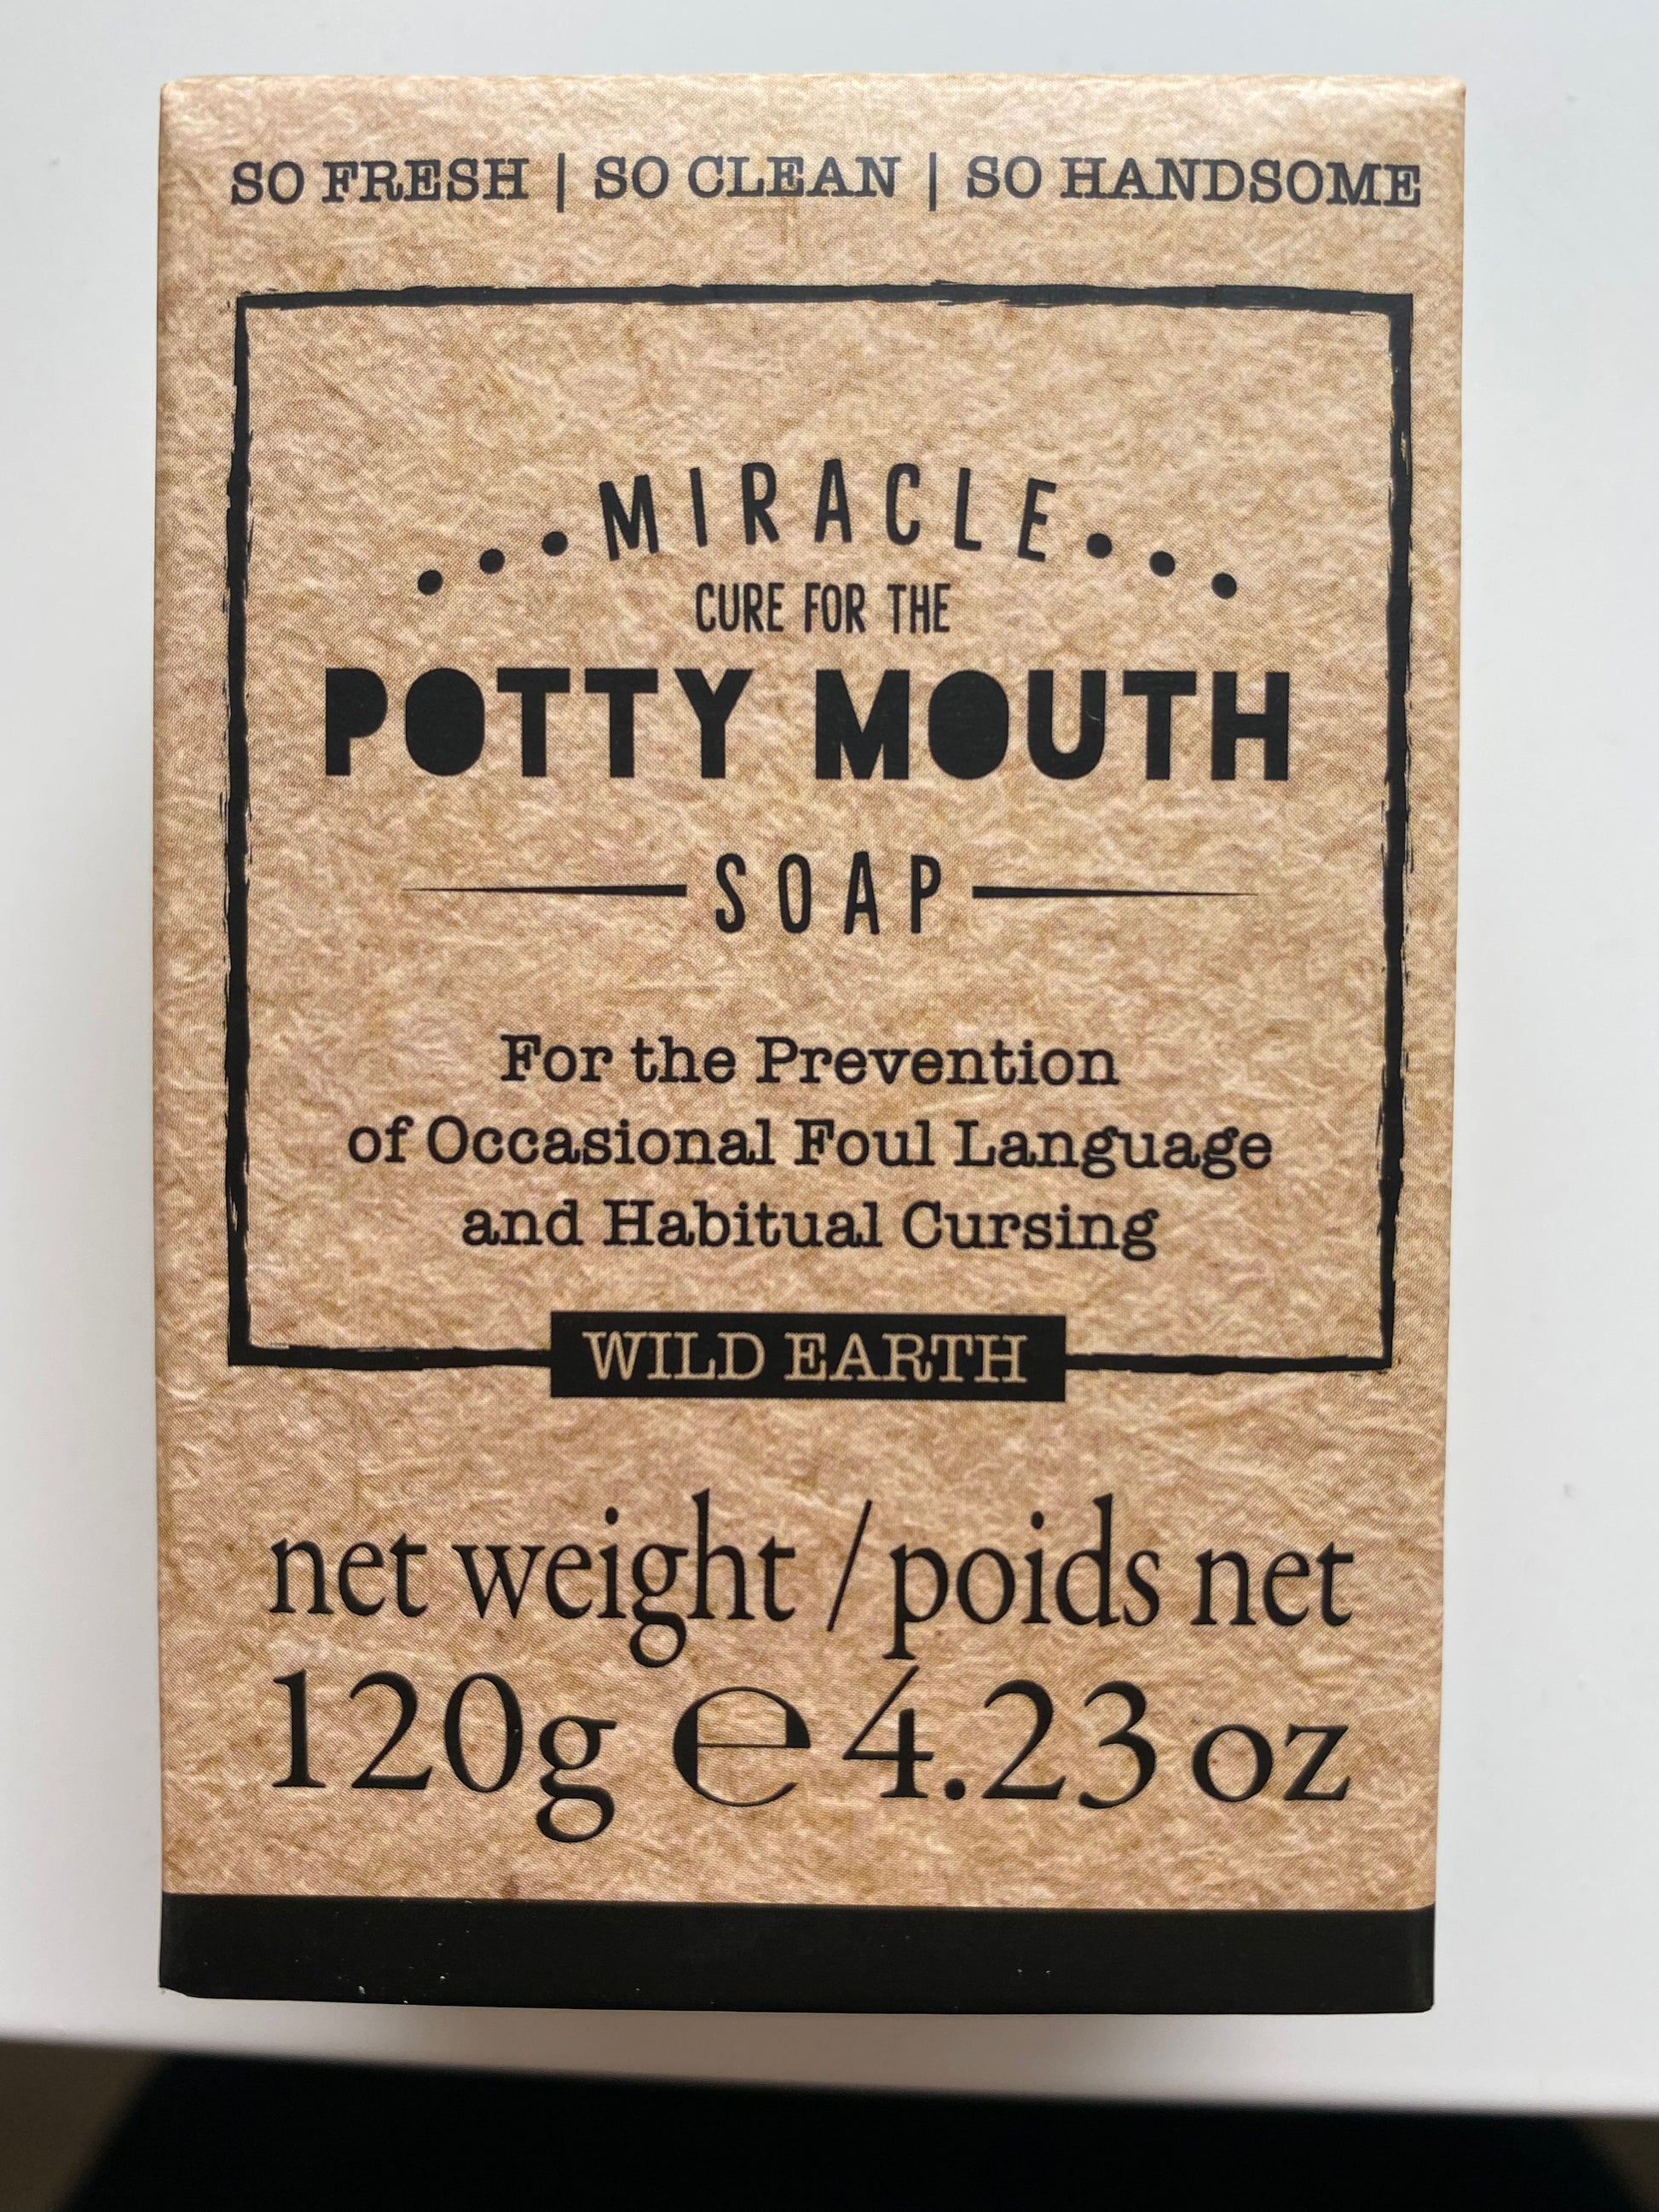 SO FRESH | SO CLEAN | SO HANDSOME
MIRACLE
CURE FOR THE
POTTY MOUTH
SOAP
For the Prevention
of Occasional Foul Language
and Habitual Cursing
WILD EARTH
net weight / poids net
120g ℮ 4.23 oz